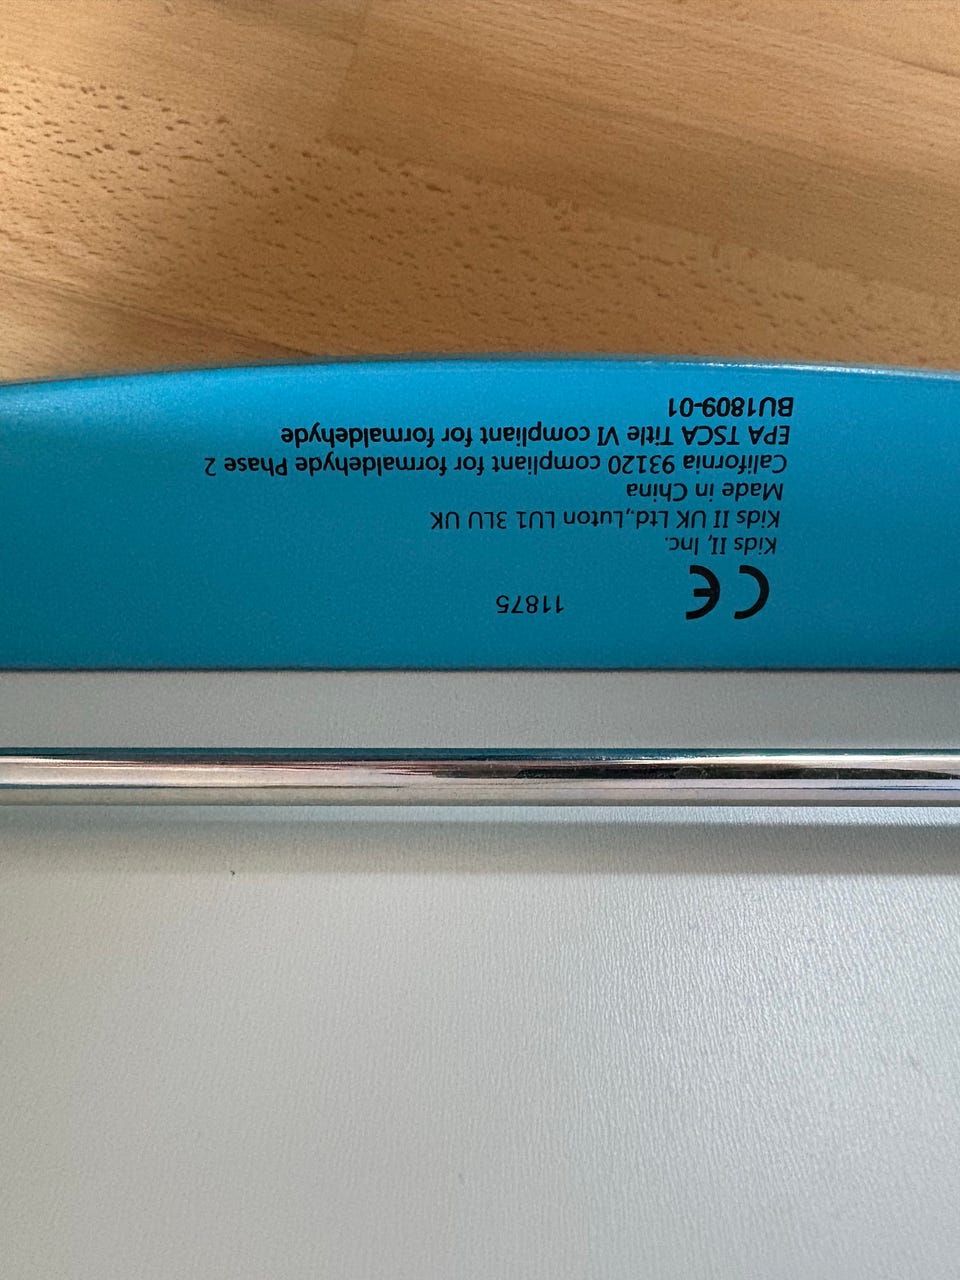 CE 11875
Kids II, Inc.
Kids II UK Ltd.,Luton LU1 3LU UK
Made in China
California 93120 compliant for formaldehyde Phase 2
EPA TSCA Title VI compliant for formaldehyde
BU1809-01